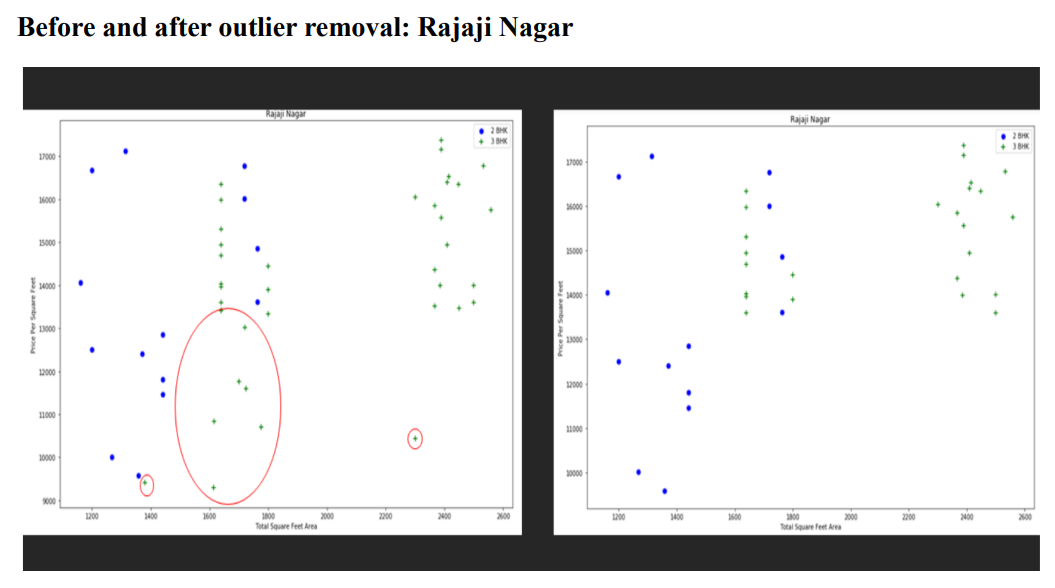 Before and after outlier removal: Rajaji Nagar
Rajaji Nagar
2 BHK
3 BHK
17000
16000
15000
14000
13000
12000
11000
10000
9000
Price Per Square Feet
1200 1400 1600 1800 2000 2200 2400 2600
Total Square Feet Area
Rajaji Nagar
2 BHK
3 BHK
17000
16000
15000
14000
13000
12000
11000
10000
Price Per Square Feet
1200 1400 1600 1800 2000 2200 2400 2600
Total Square Feet Area